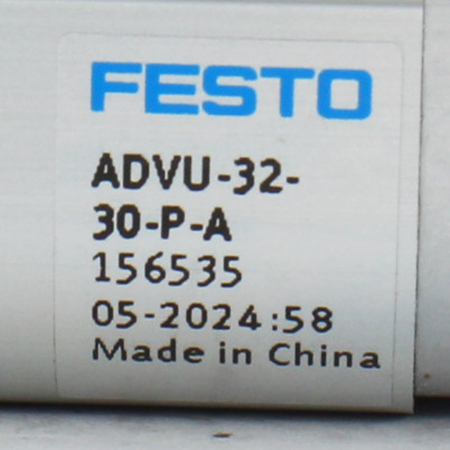 FESTO
ADVU-32-
30-P-A
156535
05-2024:58
Made in China